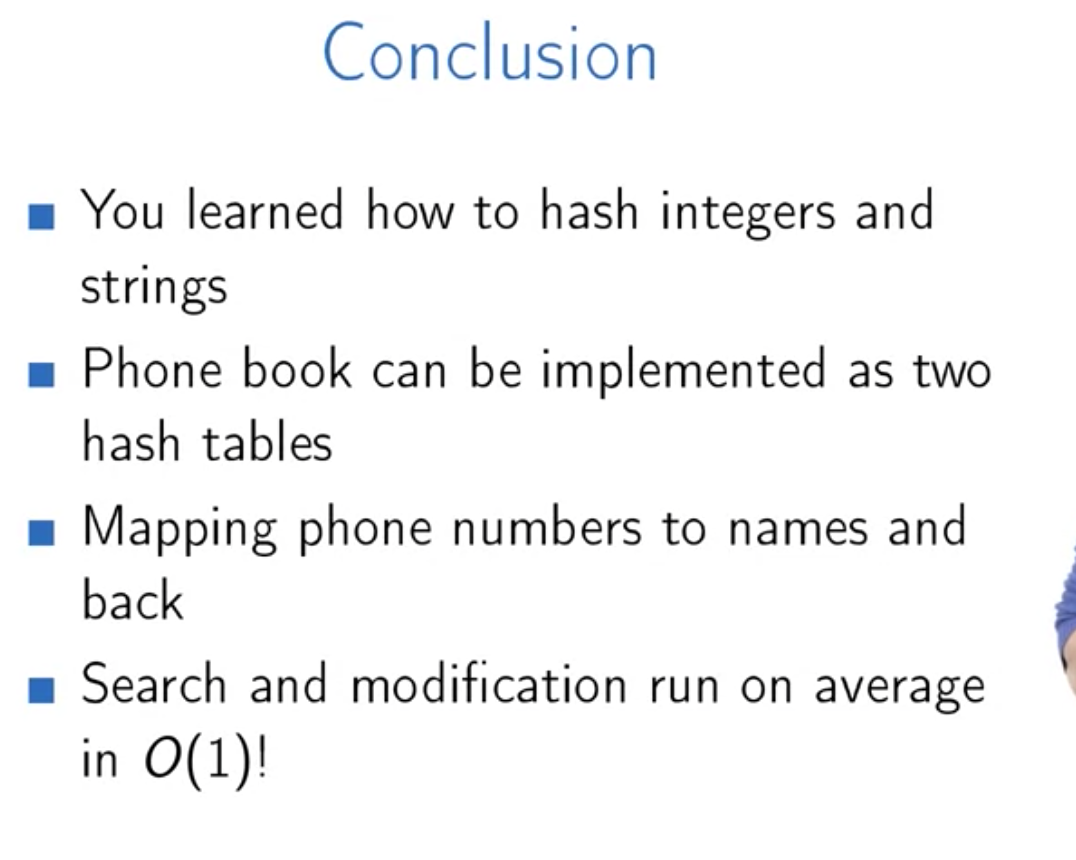 Conclusion
You learned how to hash integers and
strings
Phone book can be implemented as two
hash tables
Mapping phone numbers to names and
back
Search and modification run on average
in O(1)!